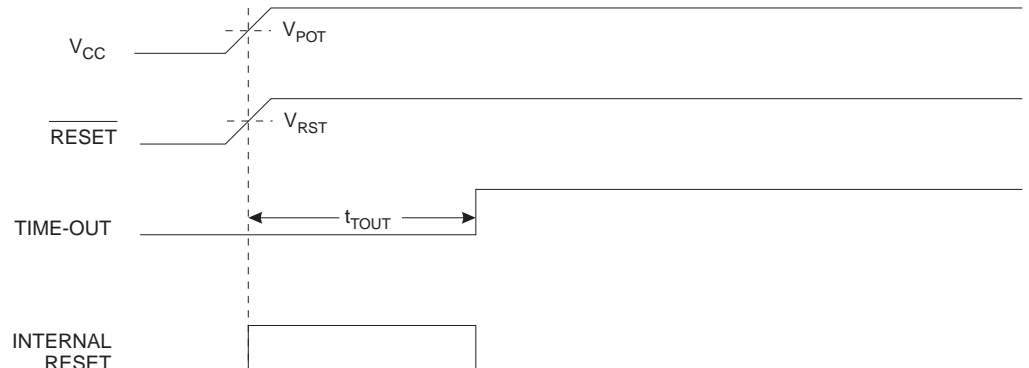 VCC
VPOT
RESET
VRST
TIME-OUT
tTOUT
INTERNAL
RESET